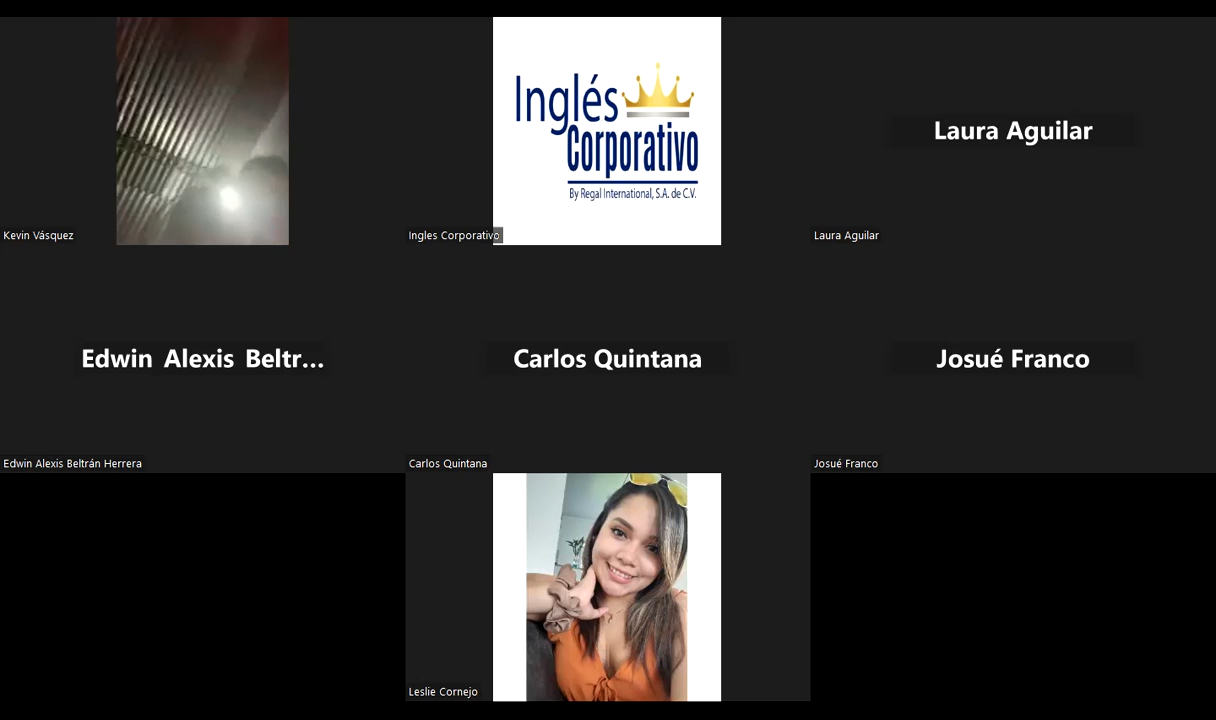 Inglés
Corporativo
By Regal International, S.A. de C.V.
Laura Aguilar
Kevin Vásquez
Ingles Corporativo
Laura Aguilar
Edwin Alexis Beltr...
Carlos Quintana
Josué Franco
Edwin Alexis Beltrán Herrera
Carlos Quintana
Josué Franco
Leslie Cornejo